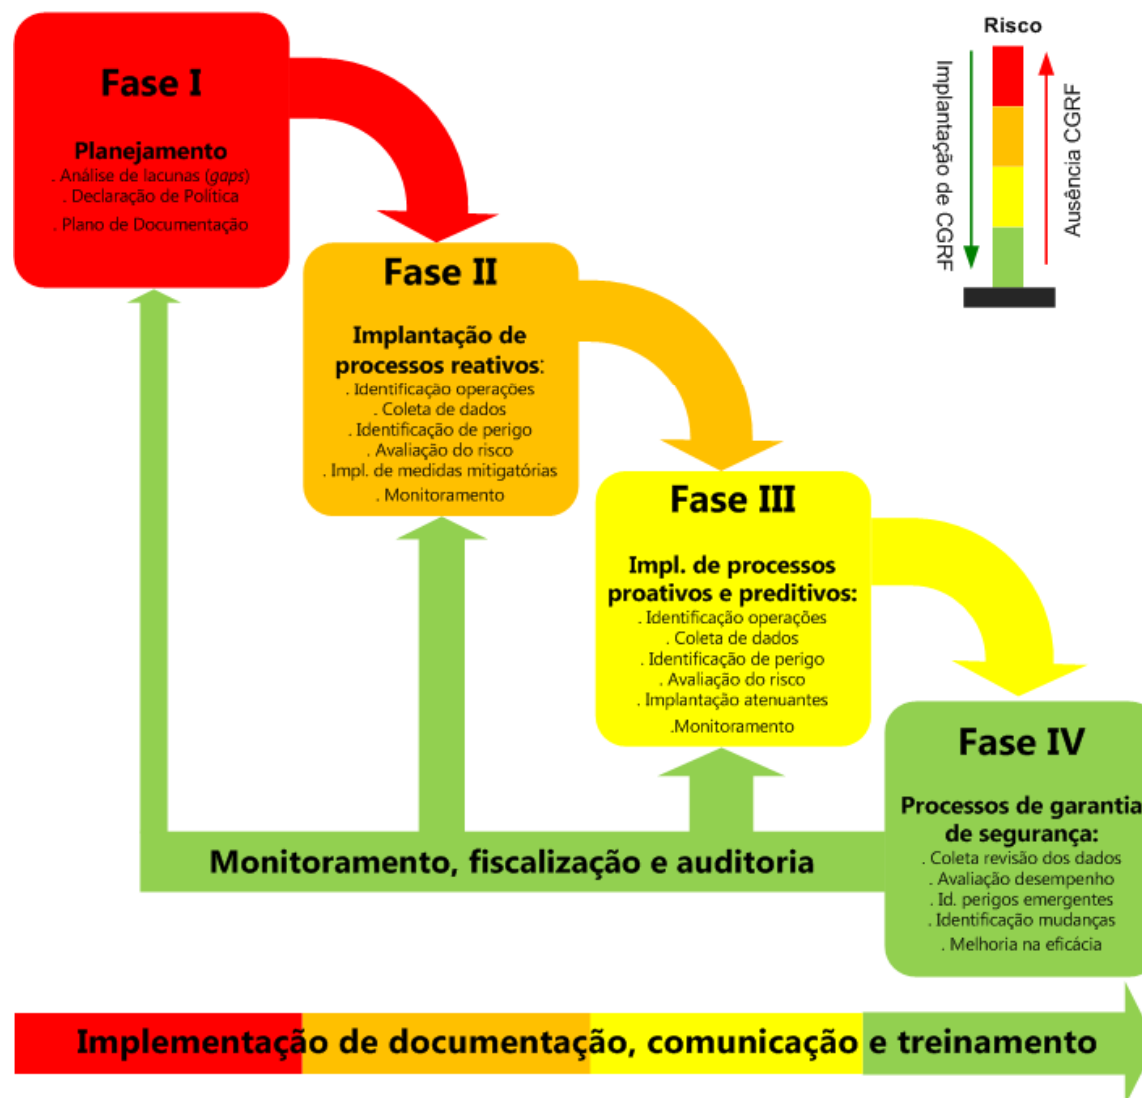 Fase I
Planejamento
. Análise de lacunas (gaps)
. Declaração de Política
. Plano de Documentação
Risco
Implantação de CGRF
Ausência CGRF
Fase II
Implantação de
processos reativos:
. Identificação operações
. Coleta de dados
. Identificação de perigo
. Avaliação do risco
. Impl. de medidas mitigatórias
. Monitoramento
Fase III
Impl. de processos
proativos e preditivos:
. Identificação operações
. Coleta de dados
. Identificação de perigo
. Avaliação do risco
. Implantação atenuantes
.Monitoramento
Fase IV
Processos de garantia
de segurança:
. Coleta revisão dos dados
. Avaliação desempenho
. Id. perigos emergentes
. Identificação mudanças
. Melhoria na eficácia
Monitoramento, fiscalização e auditoria
Implementação de documentação, comunicação e treinamento